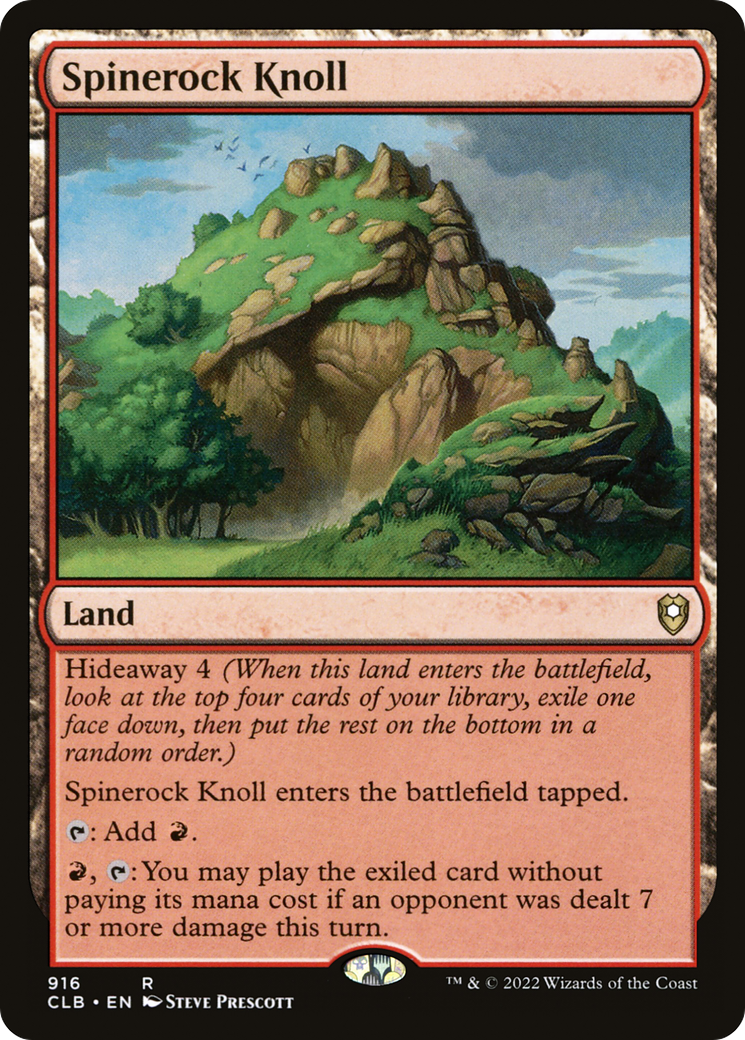 Spinerock Knoll
Land
Hideaway 4 (When this land enters the battlefield,
look at the top four cards of your library, exile one
face down, then put the rest on the bottom in a
random order.)
Spinerock Knoll enters the battlefield tapped.
: Add .
, : You may play the exiled card without
paying its mana cost if an opponent was dealt 7
or more damage this turn.
916 R
CLB • EN STEVE PRESCOTT
™ & © 2022 Wizards of the Coast